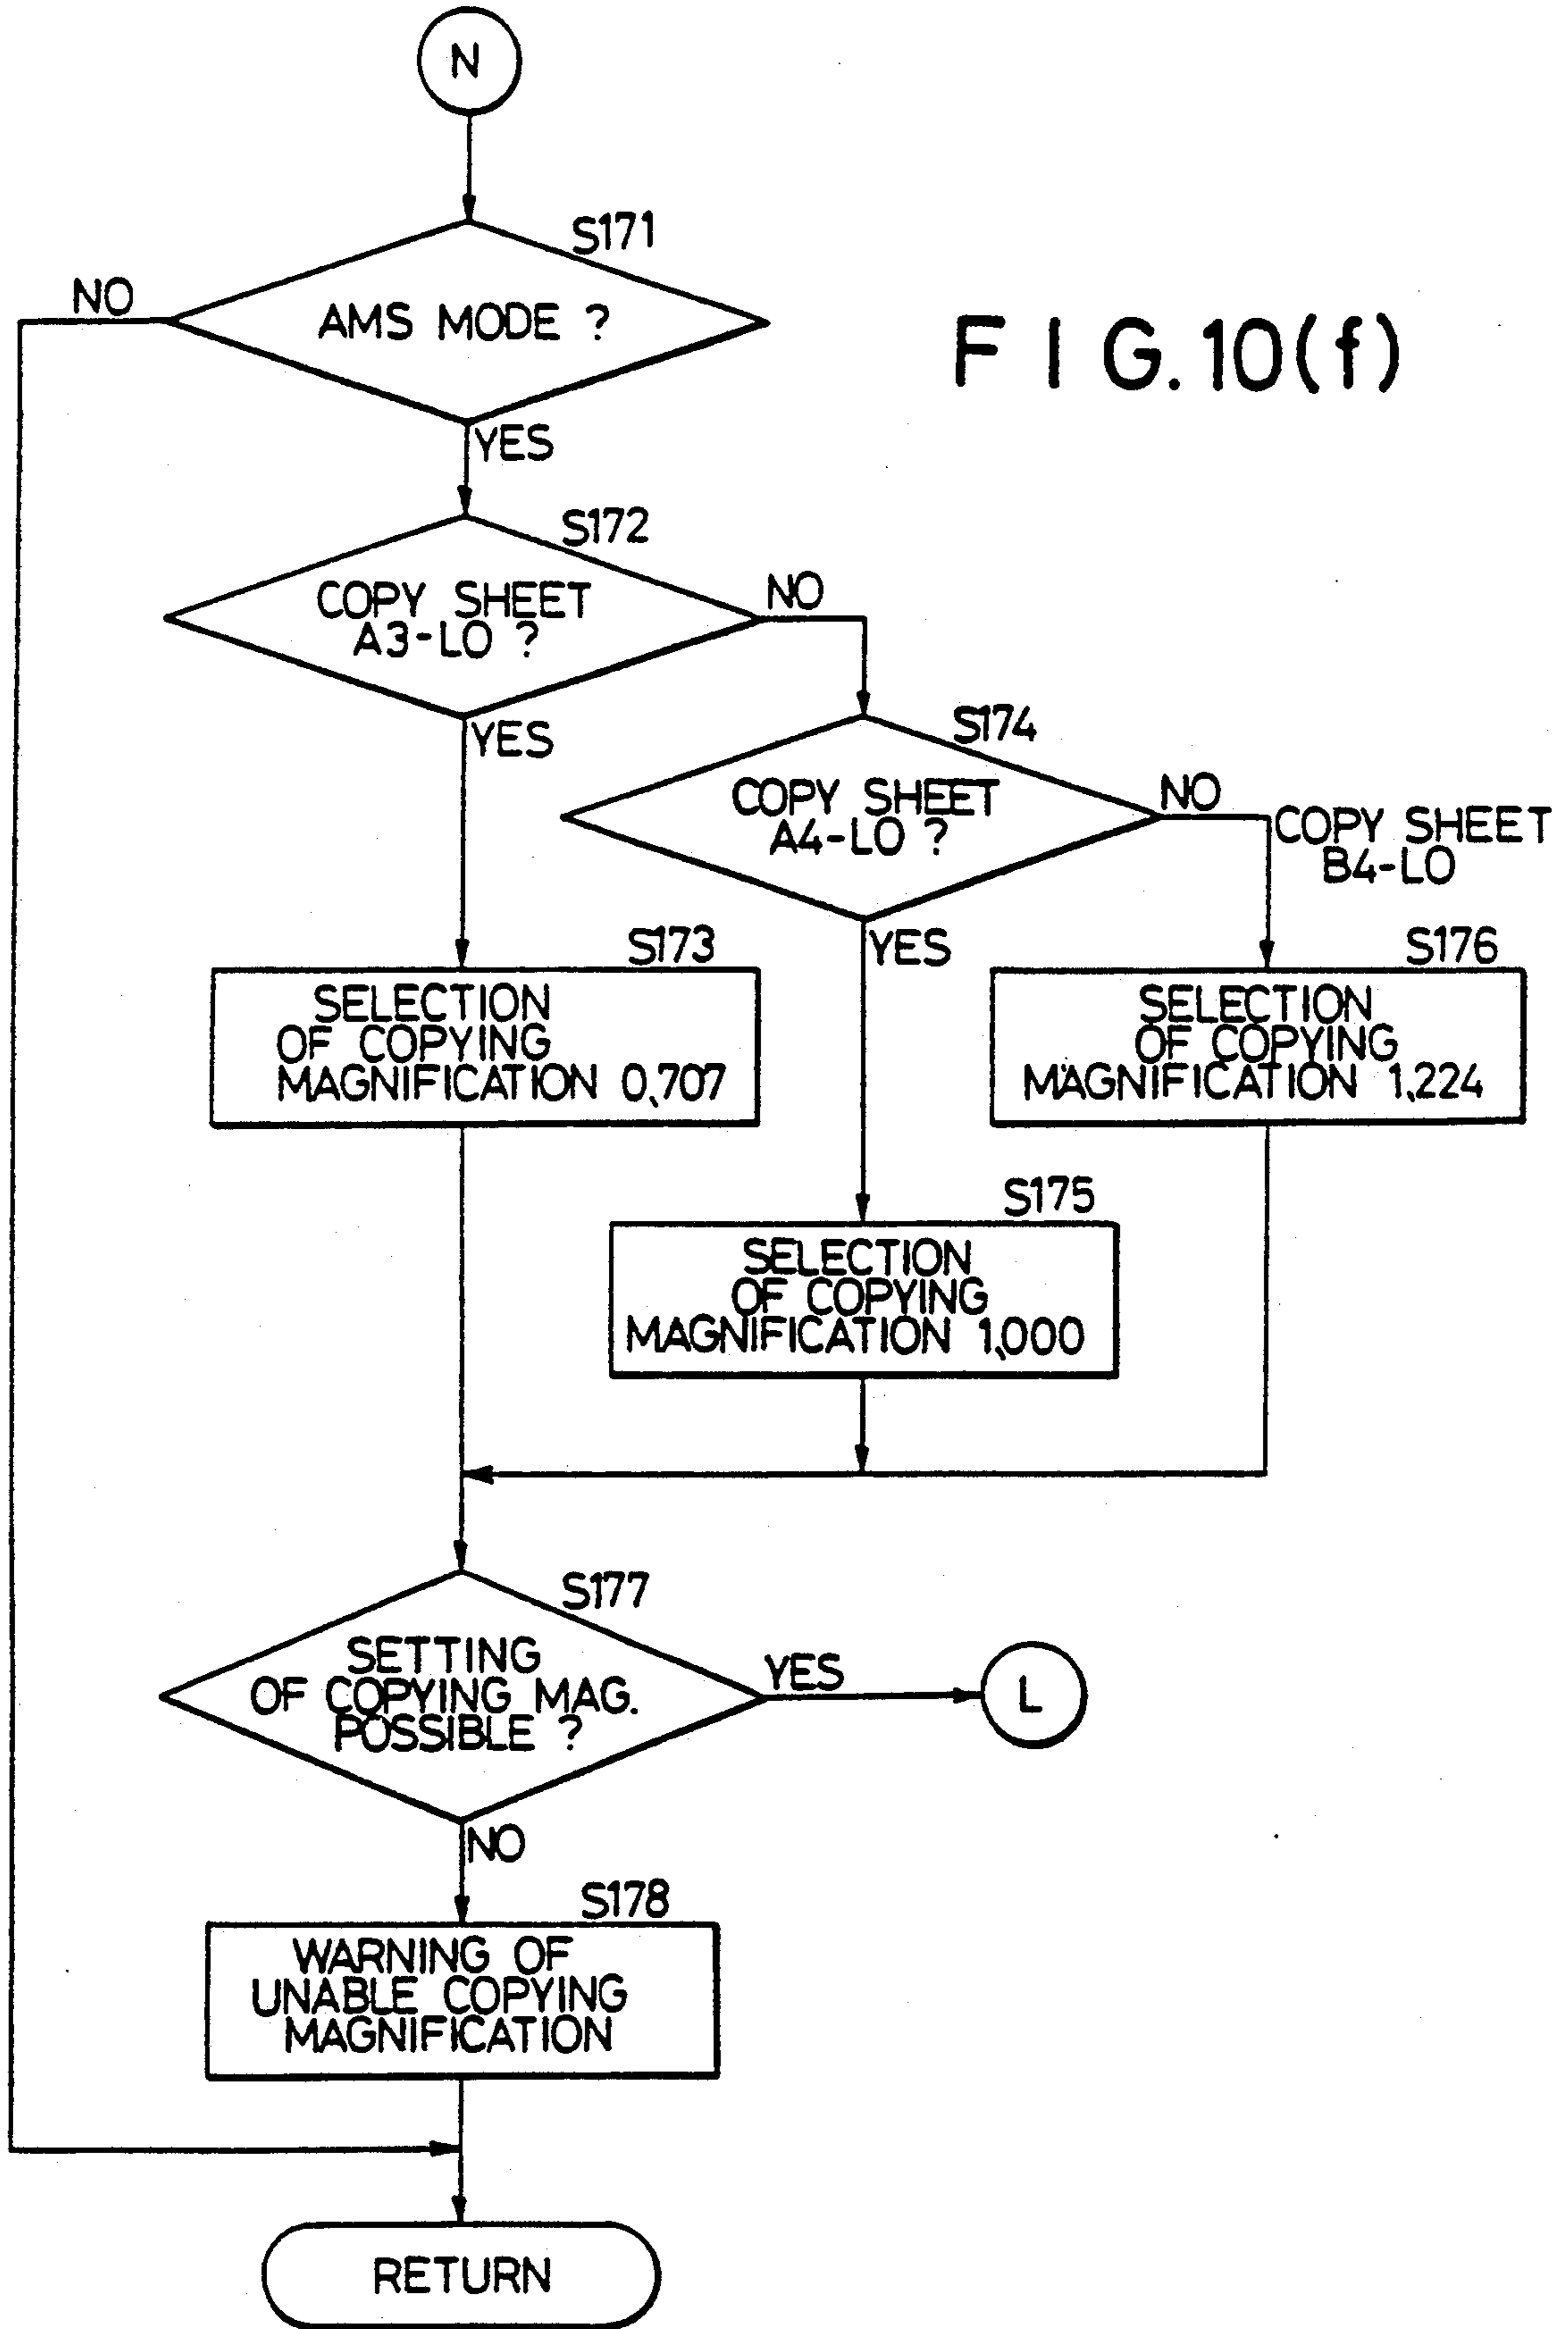 N
S171
NO
AMS MODE ?
F I G.10(f)
YES
S172
COPY SHEET
A3-LO ?
NO
YES
S174
COPY SHEET
A4-LO ?
NO
COPY SHEET
B4-LO
YES
S173
SELECTION
OF COPYING
MAGNIFICATION 0,707
S176
SELECTION
OF COPYING
MAGNIFICATION 1,224
S175
SELECTION
OF COPYING
MAGNIFICATION 1,000
S177
SETTING
OF COPYING MAG.
POSSIBLE ?
YES
L
NO
S178
WARNING OF
UNABLE COPYING
MAGNIFICATION
RETURN